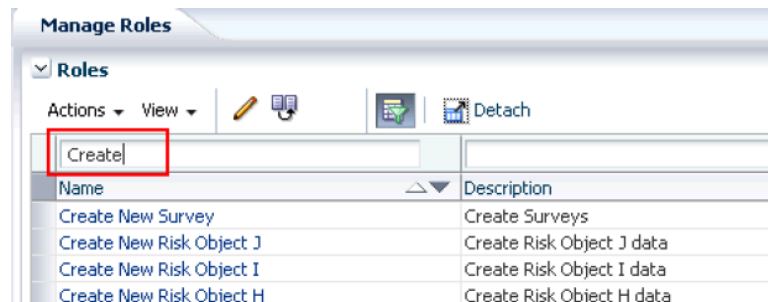 Manage Roles
Roles
Actions View Detach
Create
Name Description
Create New Survey Create Surveys
Create New Risk Object J Create Risk Object J data
Create New Risk Object I Create Risk Object I data
Create New Risk Object H Create Risk Object H data